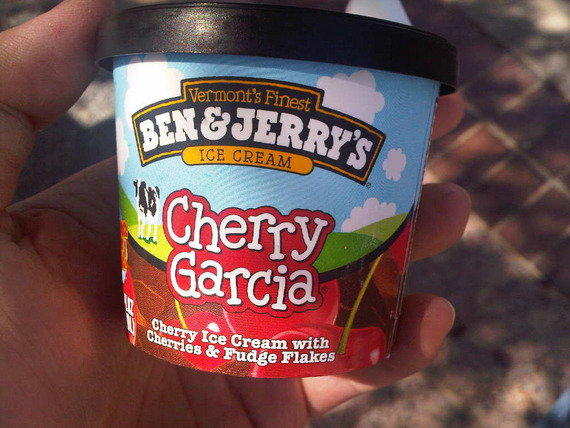 Vermont's Finest
BEN & JERRY'S
ICE CREAM
Cherry
Garcia
Cherry Ice Cream with
Cherries & Fudge Flakes